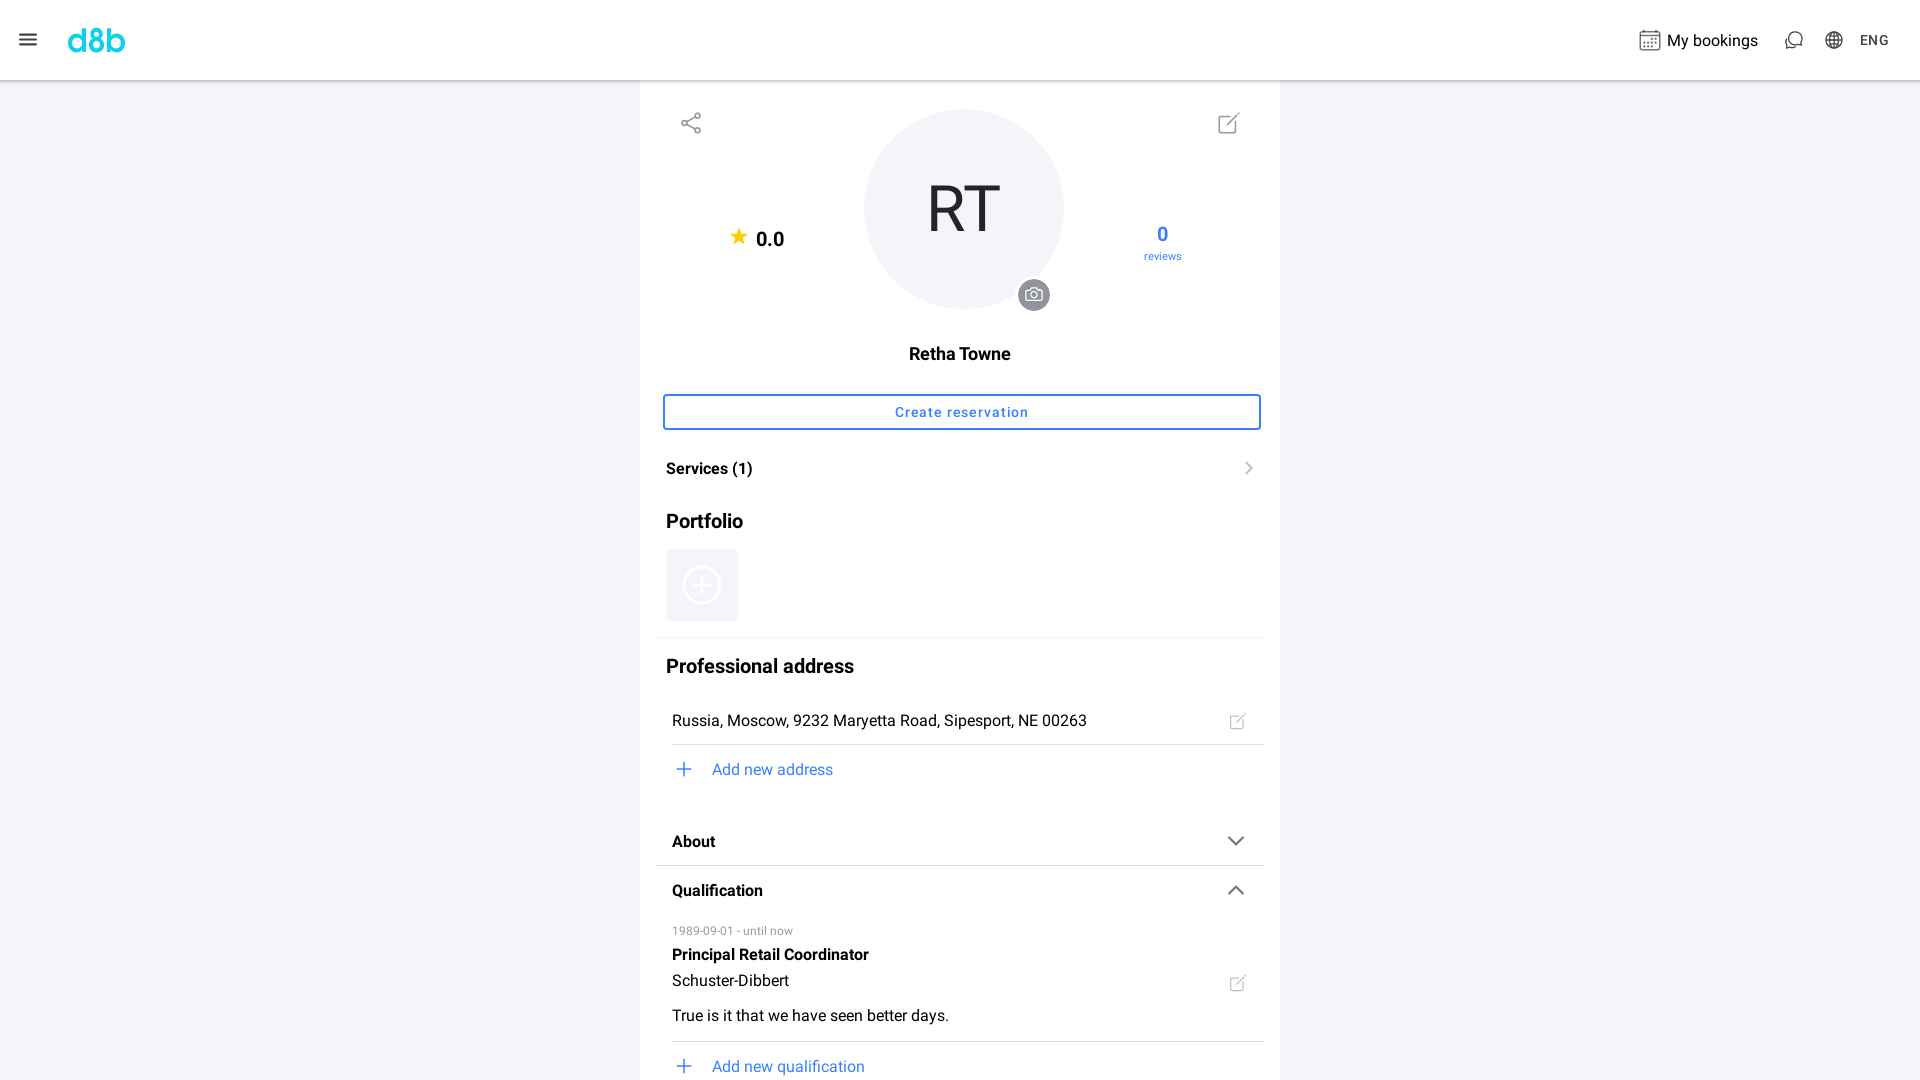 d8b
My bookings
ENG
RT
0.0
0
reviews
Retha Towne
Create reservation
Services (1)
Portfolio
Professional address
Russia, Moscow, 9232 Maryetta Road, Sipesport, NE 00263
Add new address
About
Qualification
1989-09-01 - until now
Principal Retail Coordinator
Schuster-Dibbert
True is it that we have seen better days.
Add new qualification